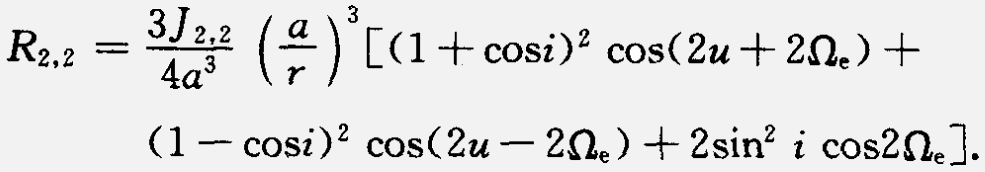 R_{2,2} = \frac{3J_{2,2}}{4a^3} \left( \frac{a}{r} \right)^3 [(1+\cos i)^2 \cos(2u+2\Omega_e)+
(1-\cos i)^2 \cos(2u-2\Omega_e)+2\sin^2 i \cos 2\Omega_e].